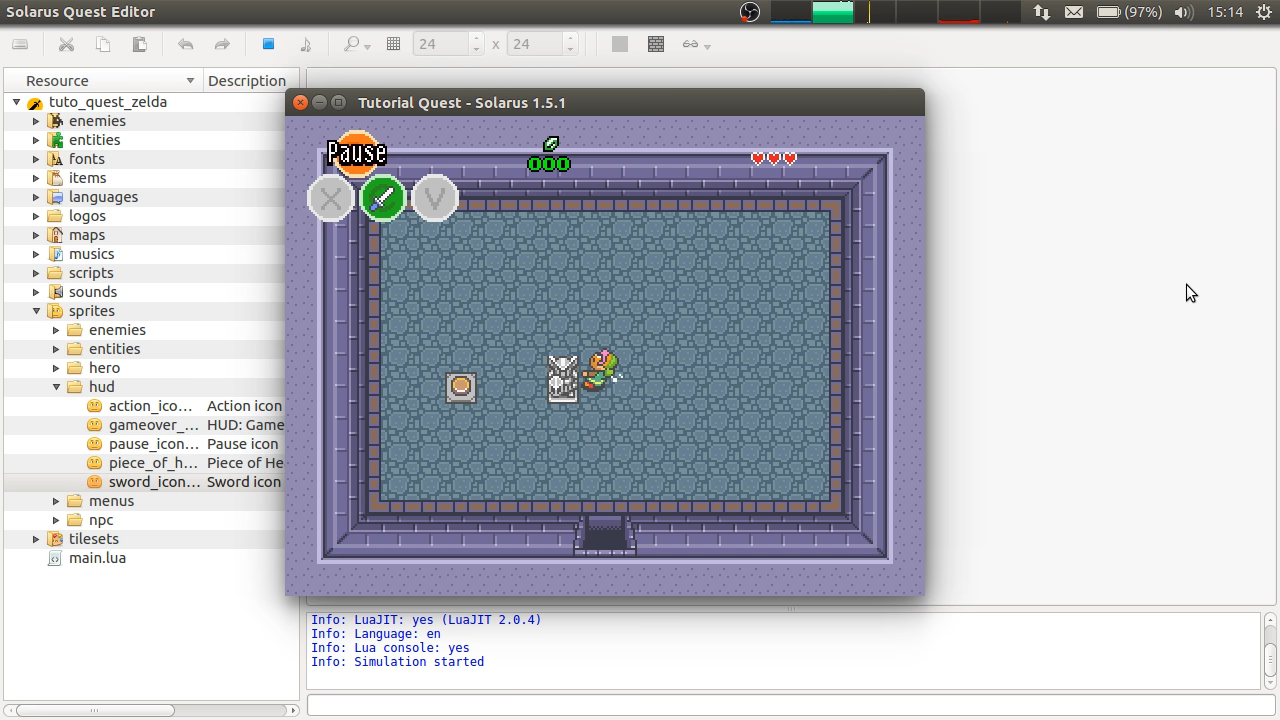 Solarus Quest Editor
(97%) 15:14
24 x 24
Resource Description
tuto_quest_zelda
enemies
entities
fonts
items
languages
logos
maps
musics
scripts
sounds
sprites
enemies
entities
hero
hud
action_ico... Action icon
gameover_... HUD: Game
pause_icon... Pause icon
piece_of_h... Piece of He
sword_icon... Sword icon
menus
npc
tilesets
main.lua
Tutorial Quest - Solarus 1.5.1
Pause
000
X V
Info: LuaJIT: yes (LuaJIT 2.0.4)
Info: Language: en
Info: Lua console: yes
Info: Simulation started